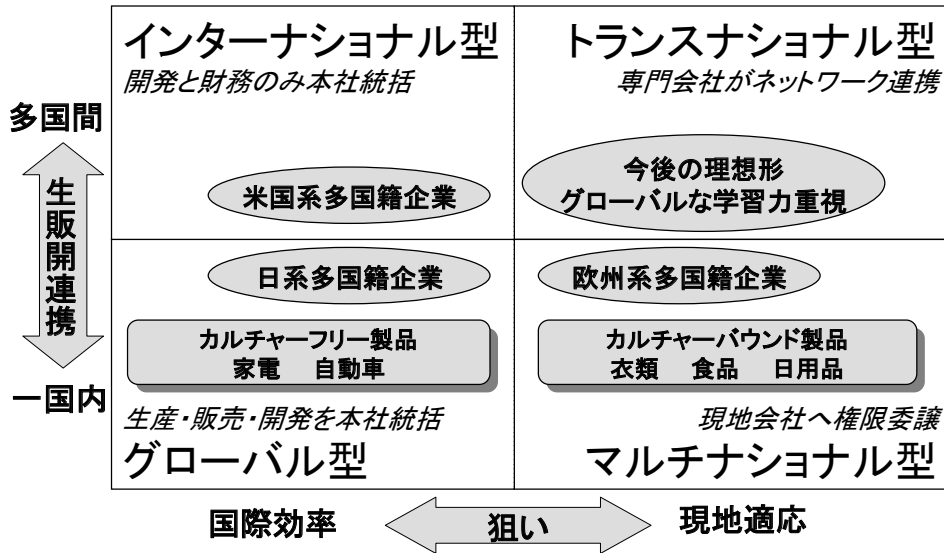 インターナショナル型
開発と財務のみ本社統括
米国系多国籍企業
トランスナショナル型
専門会社がネットワーク連携
今後の理想形
グローバルな学習力重視
多国間
生販開連携
一国内
日系多国籍企業
カルチャーフリー製品
家電 自動車
生産・販売・開発を本社統括
グローバル型
欧州系多国籍企業
カルチャーバウンド製品
衣類 食品 日用品
現地会社へ権限委譲
マルチナショナル型
国際効率
狙い
現地適応